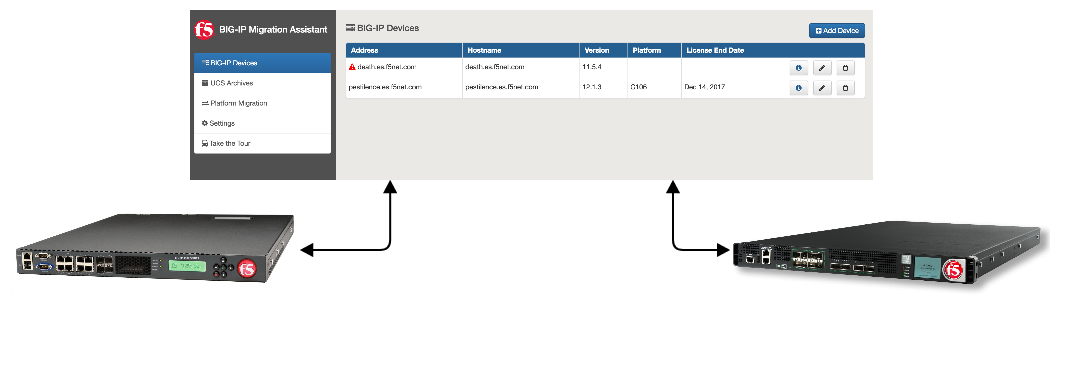 f5 BIG-IP Migration Assistant
BIG-IP Devices
Add Device
Address Hostname Version Platform License End Date
BIG-IP Devices
death.es.f5net.com death.es.f5net.com 11.5.4
UCS Archives
pestilence.es.f5net.com pestilence.es.f5net.com 12.1.3 C106 Dec 14, 2017
Platform Migration
Settings
Take the Tour
f5
f5